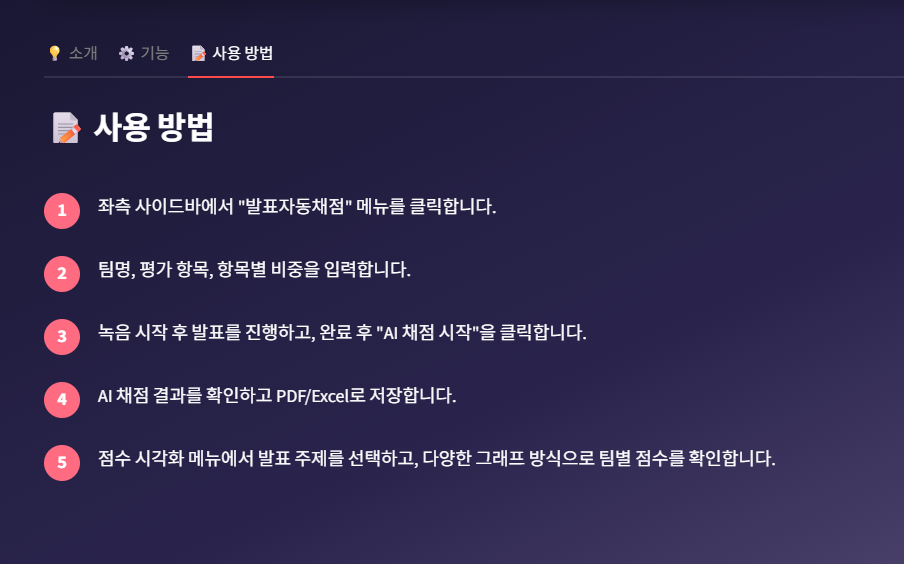 소개 기능 사용 방법
사용 방법
1 좌측 사이드바에서 "발표자동채점" 메뉴를 클릭합니다.
2 팀명, 평가 항목, 항목별 비중을 입력합니다.
3 녹음 시작 후 발표를 진행하고, 완료 후 "AI 채점 시작"을 클릭합니다.
4 AI 채점 결과를 확인하고 PDF/Excel로 저장합니다.
5 점수 시각화 메뉴에서 발표 주제를 선택하고, 다양한 그래프 방식으로 팀별 점수를 확인합니다.